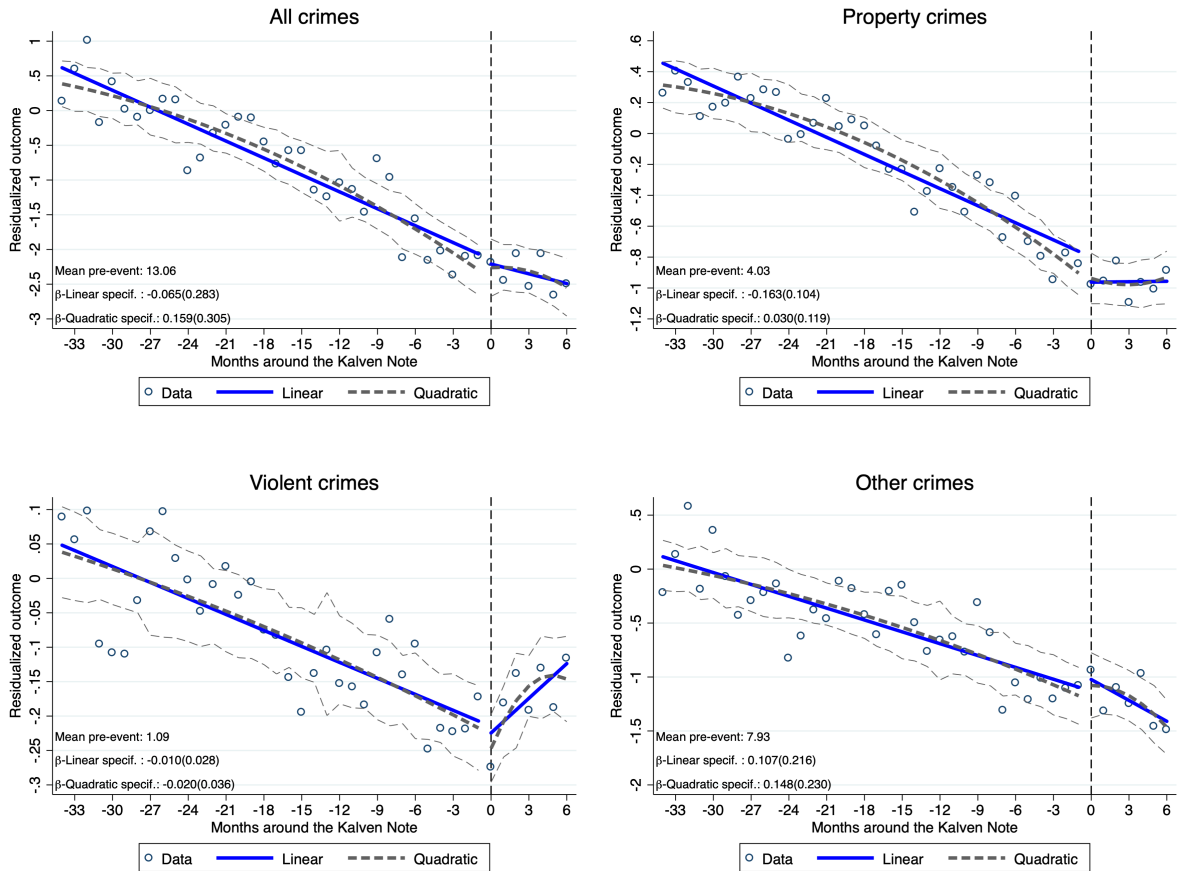 All crimes
Residualized outcome
1
.5
0
-.5
-1
-1.5
-2
-2.5
-3
Mean pre-event: 13.06
β-Linear specif. : -0.065(0.283)
β-Quadratic specif.: 0.159(0.305)
-33 -30 -27 -24 -21 -18 -15 -12 -9 -6 -3 0 3 6
Months around the Kalven Note
Data Linear Quadratic
Property crimes
Residualized outcome
.6
.4
.2
0
-.2
-.4
-.6
-.8
-1
-1.2
Mean pre-event: 4.03
β-Linear specif. : -0.163(0.104)
β-Quadratic specif.: 0.030(0.119)
-33 -30 -27 -24 -21 -18 -15 -12 -9 -6 -3 0 3 6
Months around the Kalven Note
Data Linear Quadratic
Violent crimes
Residualized outcome
.1
.05
0
-.05
-.1
-.15
-.2
-.25
-.3
Mean pre-event: 1.09
β-Linear specif. : -0.010(0.028)
β-Quadratic specif.: -0.020(0.036)
-33 -30 -27 -24 -21 -18 -15 -12 -9 -6 -3 0 3 6
Months around the Kalven Note
Data Linear Quadratic
Other crimes
Residualized outcome
.5
0
-.5
-1
-1.5
-2
Mean pre-event: 7.93
β-Linear specif. : 0.107(0.216)
β-Quadratic specif.: 0.148(0.230)
-33 -30 -27 -24 -21 -18 -15 -12 -9 -6 -3 0 3 6
Months around the Kalven Note
Data Linear Quadratic